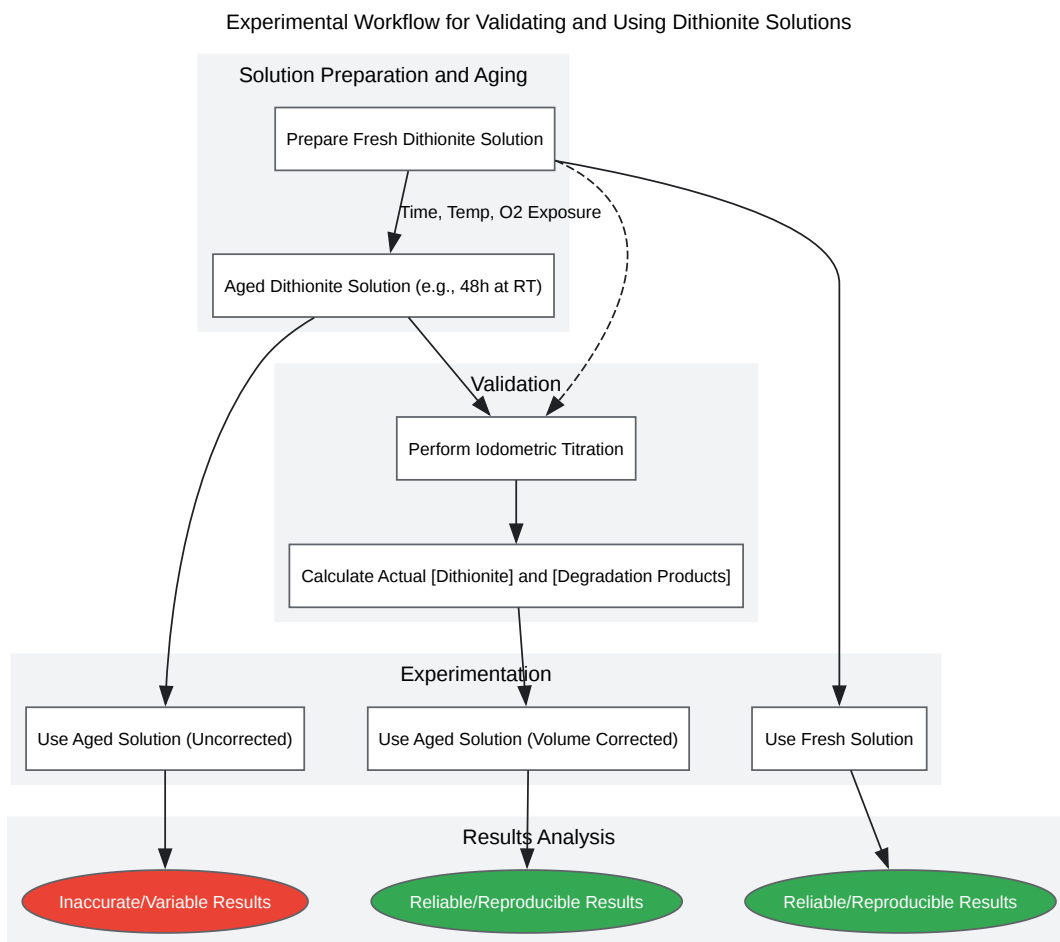 Experimental Workflow for Validating and Using Dithionite Solutions
Solution Preparation and Aging
Prepare Fresh Dithionite Solution
Time, Temp, O2 Exposure
Aged Dithionite Solution (e.g., 48h at RT)
Validation
Perform Iodometric Titration
Calculate Actual [Dithionite] and [Degradation Products]
Experimentation
Use Aged Solution (Uncorrected)
Use Aged Solution (Volume Corrected)
Use Fresh Solution
Results Analysis
Inaccurate/Variable Results
Reliable/Reproducible Results
Reliable/Reproducible Results